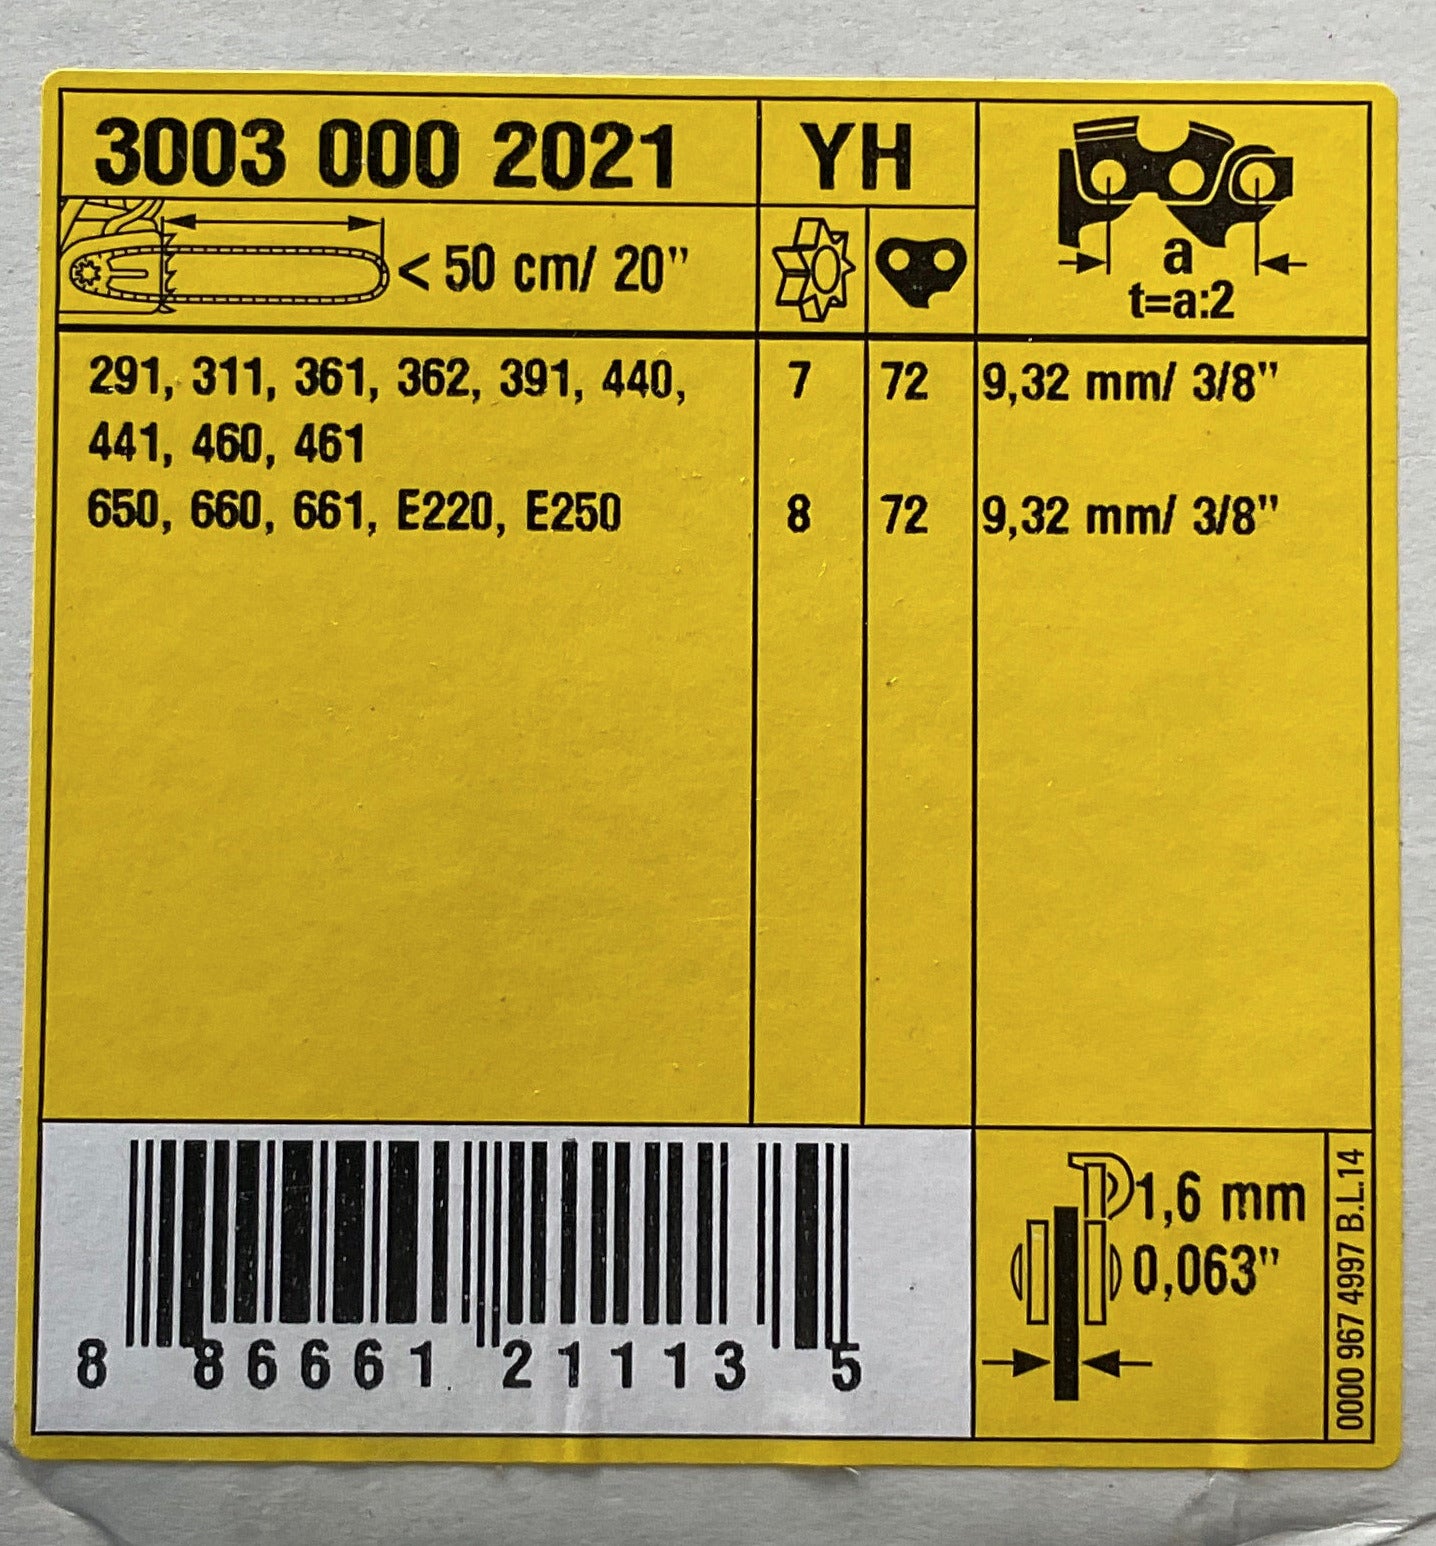 3003 000 2021 YH
< 50 cm/ 20"
a
t=a:2
291, 311, 361, 362, 391, 440, 7 72 9,32 mm/ 3/8"
441, 460, 461
650, 660, 661, E220, E250 8 72 9,32 mm/ 3/8"
1,6 mm
0,063"
0000 967 4997 B.L.14
8 86661 21113 5